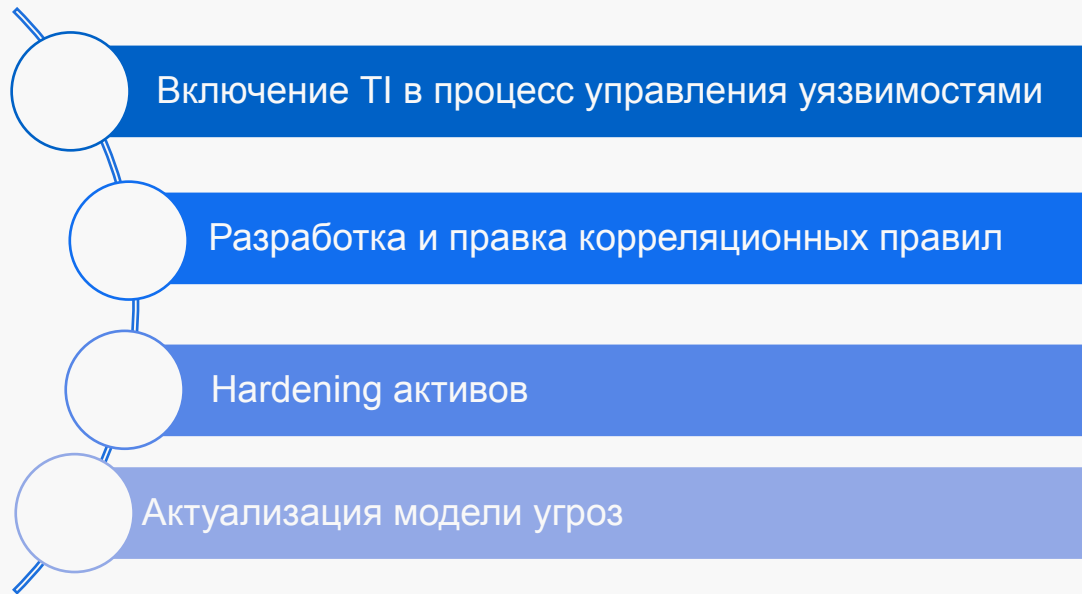 Включение TI в процесс управления уязвимостями
Разработка и правка корреляционных правил
Hardening активов
Актуализация модели угроз